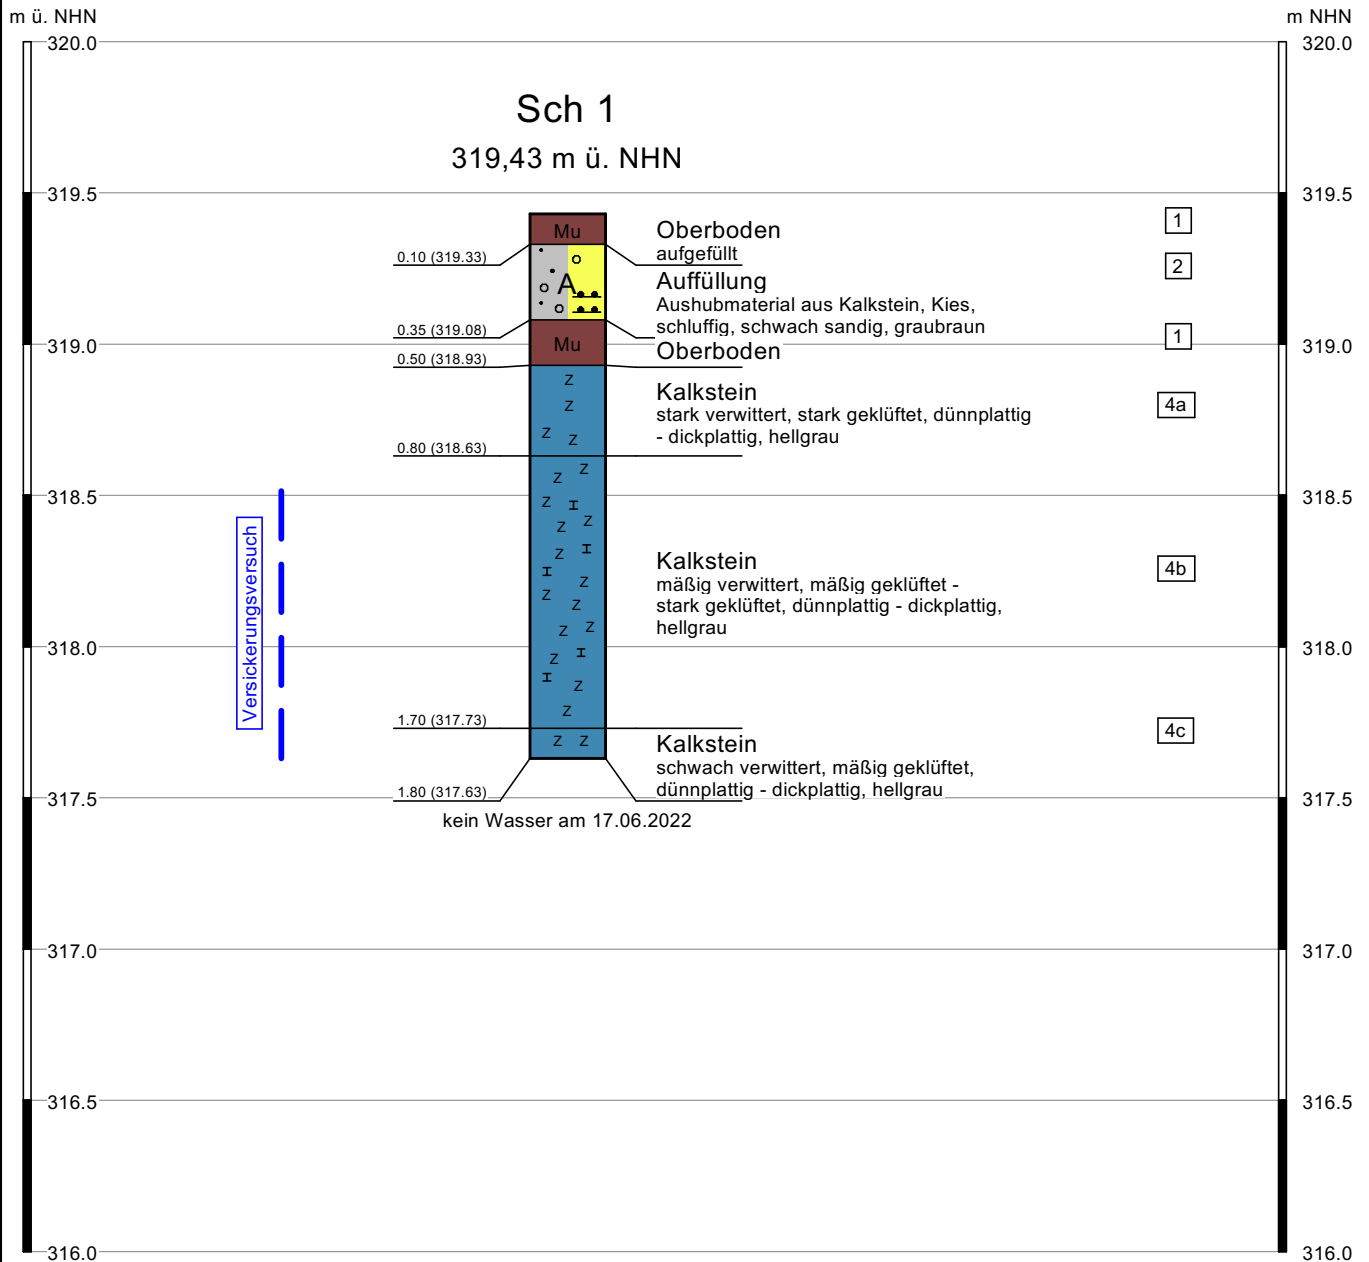 m ü. NHN
m NHN
320.0
320.0
Sch 1
319,43 m ü. NHN
319.5
319.5
Mu
Oberboden
aufgefüllt
1
0.10 (319.33)
2
A
Auffüllung
Aushubmaterial aus Kalkstein, Kies,
schluffig, schwach sandig, graubraun
0.35 (319.08)
1
319.0
319.0
Mu
Oberboden
0.50 (318.93)
Kalkstein
stark verwittert, stark geklüftet, dünnplattig
- dickplattig, hellgrau
4a
z
z
z
z
0.80 (318.63)
318.5
318.5
Versickerungsversuch
z
z
z
I
z
z
z
I
I
z
z
z
z
z
z
I
I
z
z
Kalkstein
mäßig verwittert, mäßig geklüftet -
stark geklüftet, dünnplattig - dickplattig,
hellgrau
4b
318.0
318.0
1.70 (317.73)
z z
Kalkstein
schwach verwittert, mäßig geklüftet,
dünnplattig - dickplattig, hellgrau
4c
1.80 (317.63)
317.5
317.5
kein Wasser am 17.06.2022
317.0
317.0
316.5
316.5
316.0
316.0